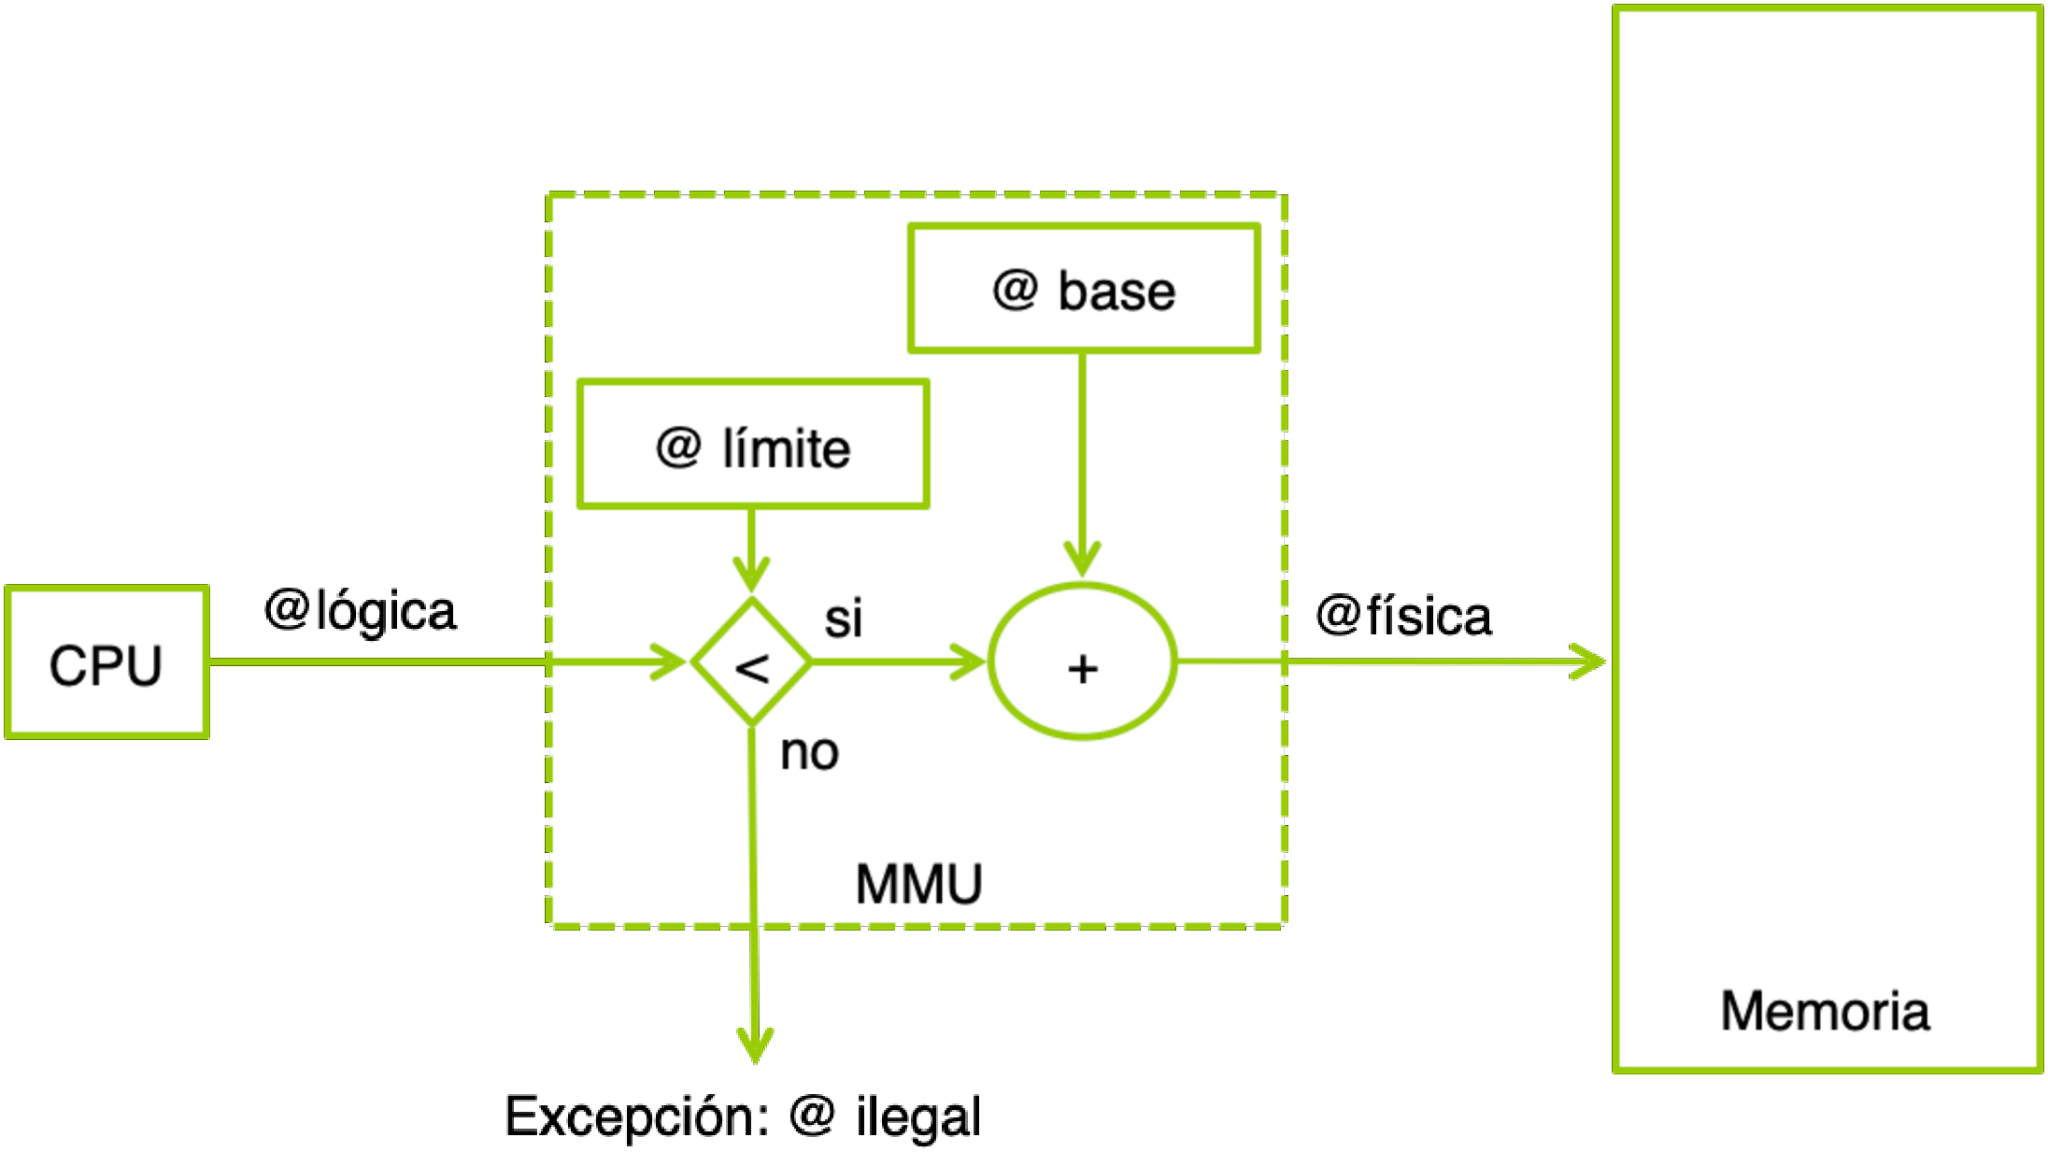 @ base
@ límite
@lógica
si
@física
CPU
<
+
no
MMU
Memoria
Excepción: @ ilegal